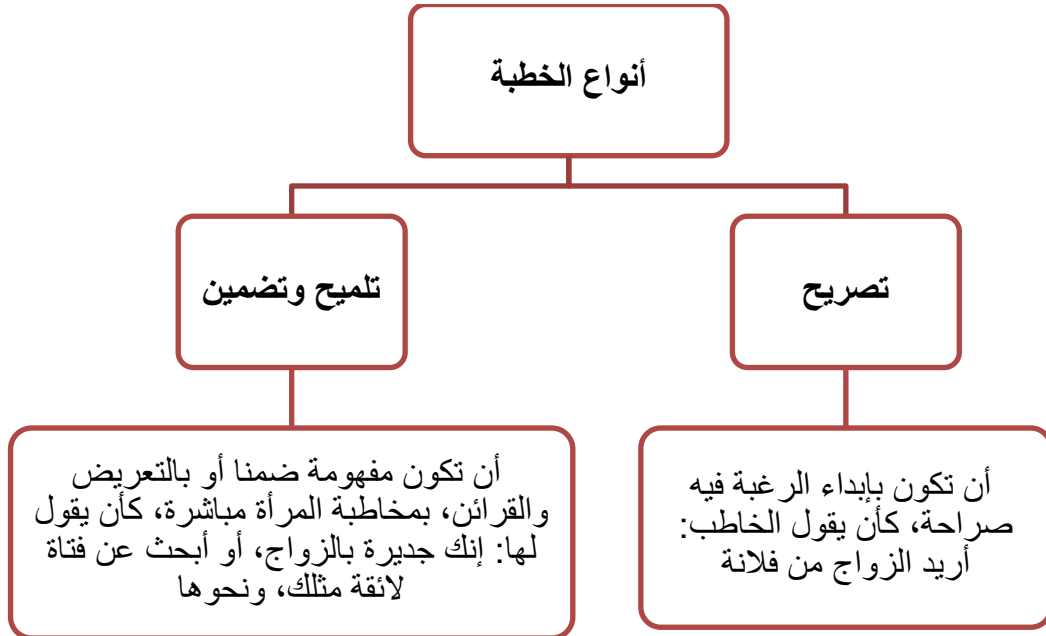 أنواع الخطبة
تصريح
تلميح وتضمين
أن تكون بإبداء الرغبة فيه
صراحة، كأن يقول الخاطب:
أريد الزواج من فلانة
أن تكون مفهومة ضمنا أو بالتعريض
والقرائن، بمخاطبة المرأة مباشرة، كأن يقول
لها: إنك جديرة بالزواج، أو أبحث عن فتاة
لائقة مثلك، ونحوها